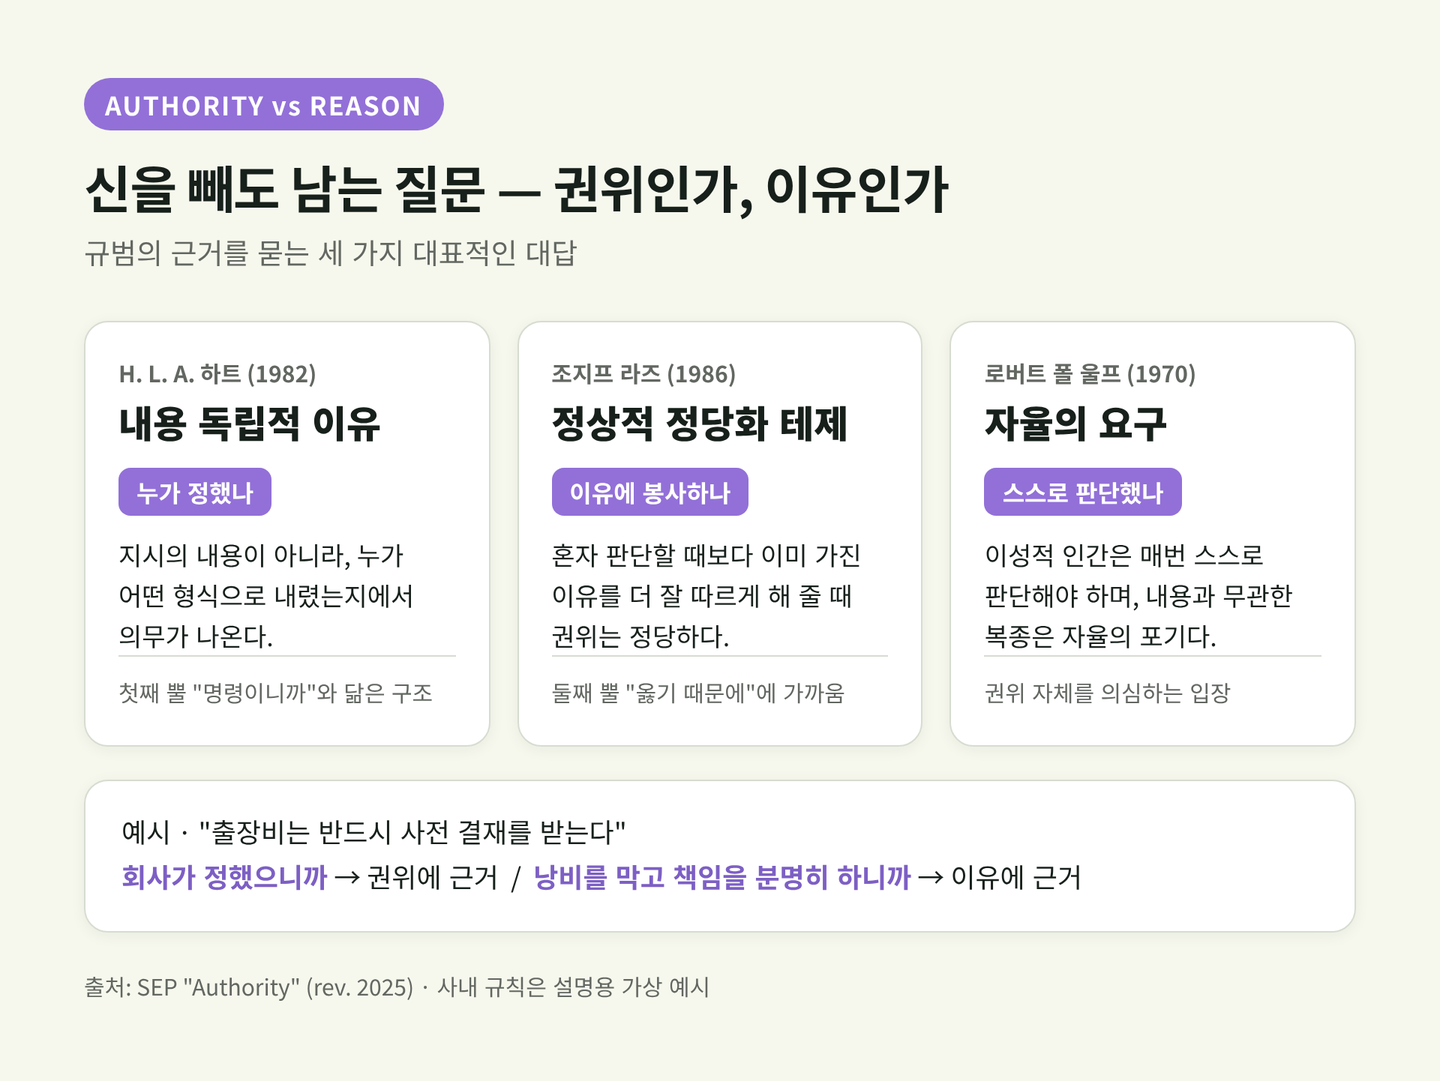 AUTHORITY vs REASON
신을 빼도 남는 질문 — 권위인가, 이유인가
규범의 근거를 묻는 세 가지 대표적인 대답
H. L. A. 하트 (1982)
내용 독립적 이유
누가 정했나
지시의 내용이 아니라, 누가
어떤 형식으로 내렸는지에서
의무가 나온다.
첫째 뿔 "명령이니까"와 닮은 구조
조지프 라즈 (1986)
정상적 정당화 테제
이유에 봉사하나
혼자 판단할 때보다 이미 가진
이유를 더 잘 따르게 해 줄 때
권위는 정당하다.
둘째 뿔 "옳기 때문에"에 가까움
로버트 폴 울프 (1970)
자율의 요구
스스로 판단했나
이성적 인간은 매번 스스로
판단해야 하며, 내용과 무관한
복종은 자율의 포기다.
권위 자체를 의심하는 입장
예시 · "출장비는 반드시 사전 결재를 받는다"
회사가 정했으니까 → 권위에 근거 / 낭비를 막고 책임을 분명히 하니까 → 이유에 근거
출처: SEP "Authority" (rev. 2025) · 사내 규칙은 설명용 가상 예시